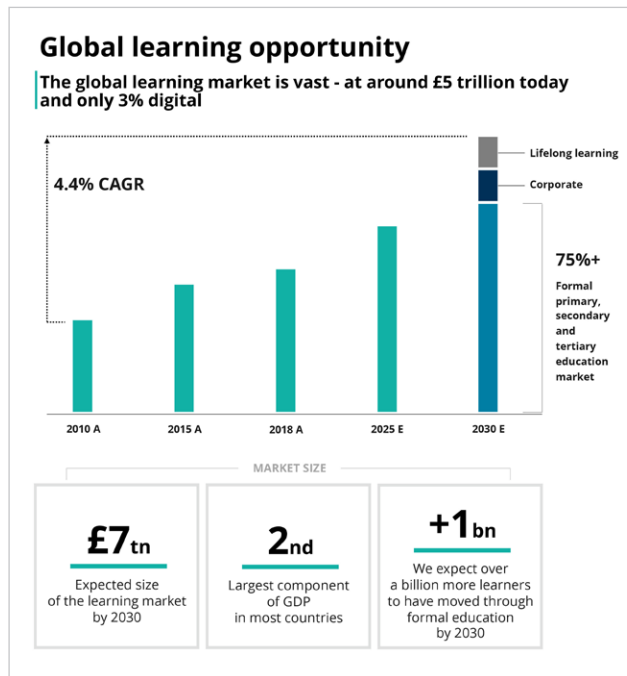 Global learning opportunity
The global learning market is vast - at around £5 trillion today
and only 3% digital
4.4% CAGR
Lifelong learning
Corporate
75%+
Formal
primary,
secondary
and
tertiary
education
market
2010 A
2015 A
2018 A
2025 E
2030 E
MARKET SIZE
£7tn
Expected size
of the learning market
by 2030
2nd
Largest component
of GDP
in most countries
+1bn
We expect over
a billion more learners
to have moved through
formal education
by 2030